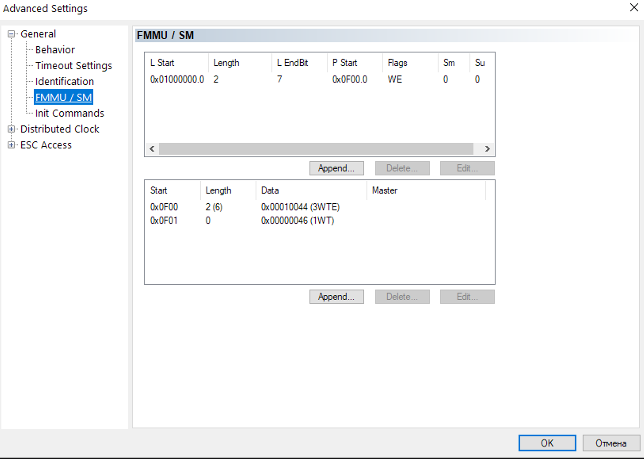 Advanced Settings
General
Behavior
Timeout Settings
Identification
FMMU / SM
Init Commands
Distributed Clock
ESC Access
FMMU / SM
L Start Length L EndBit P Start Flags Sm Su
0x01000000.0 2 7 0x0F00.0 WE 0 0
Append... Delete... Edit...
Start Length Data Master
0x0F00 2 (6) 0x00010044 (3WTE)
0x0F01 0 0x00000046 (1WT)
Append... Delete... Edit...
OK Отмена